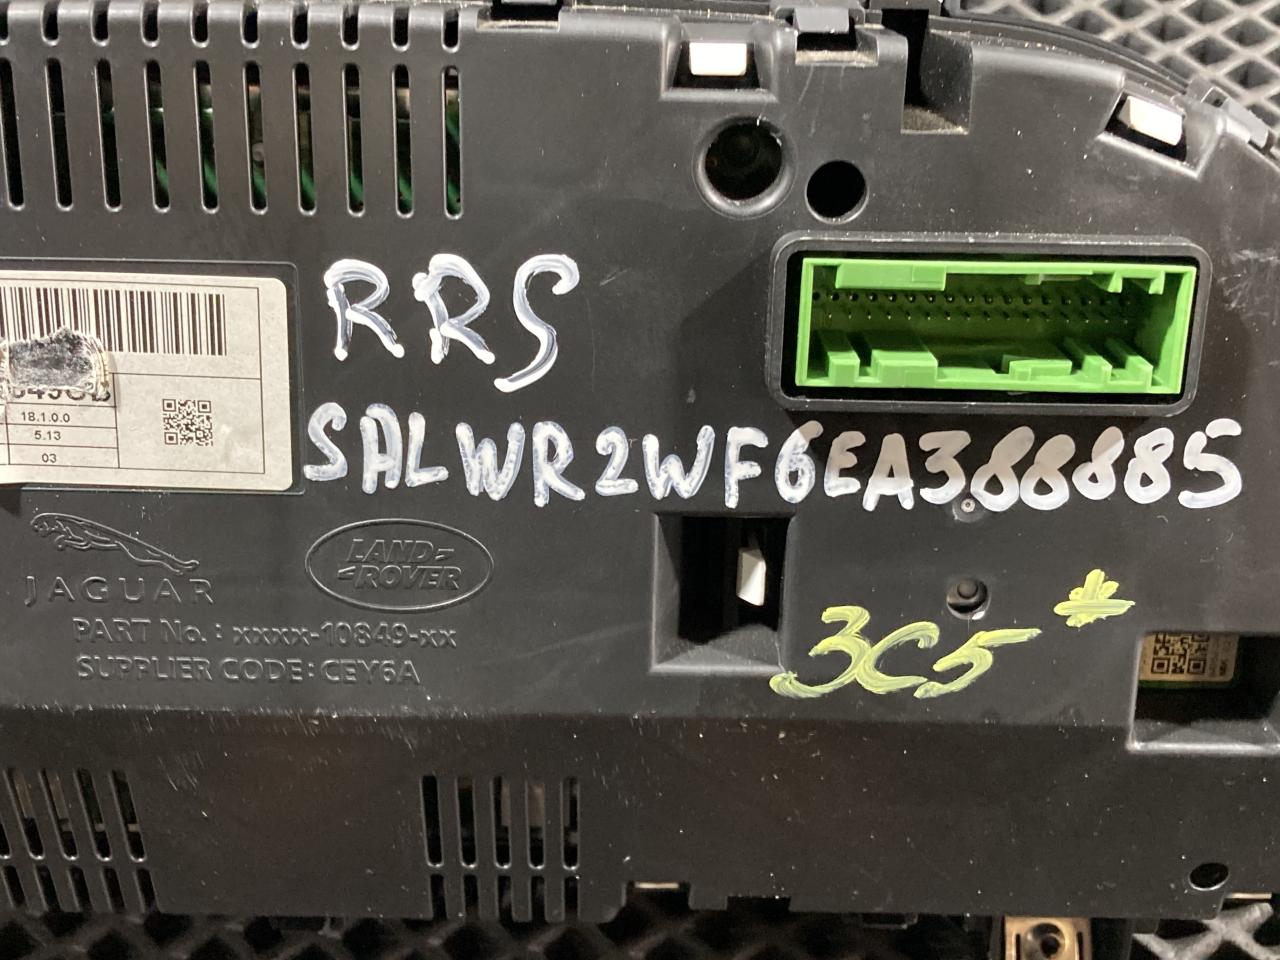 RRS
18.1.0.0
5.13
03
SALWR2WF6EA388885
JAGUAR
LAND-
-ROVER
PART No.: xxxx-10849-xx
SUPPLIER CODE: CEY6A
3C5*